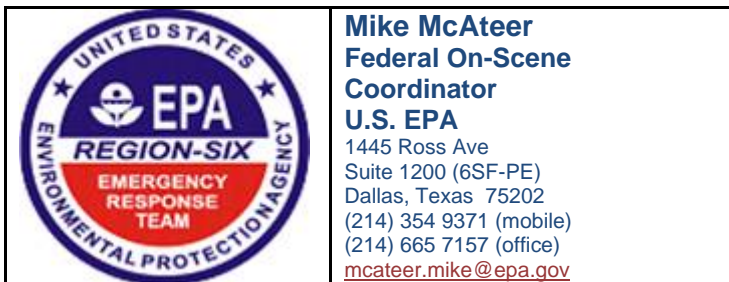 UNITED STATES
ENVIRONMENTAL PROTECTION AGENCY
EPA
REGION-SIX
EMERGENCY
RESPONSE
TEAM
Mike McAteer
Federal On-Scene
Coordinator
U.S. EPA
1445 Ross Ave
Suite 1200 (6SF-PE)
Dallas, Texas  75202
(214) 354 9371 (mobile)
(214) 665 7157 (office)
mcateer.mike@epa.gov